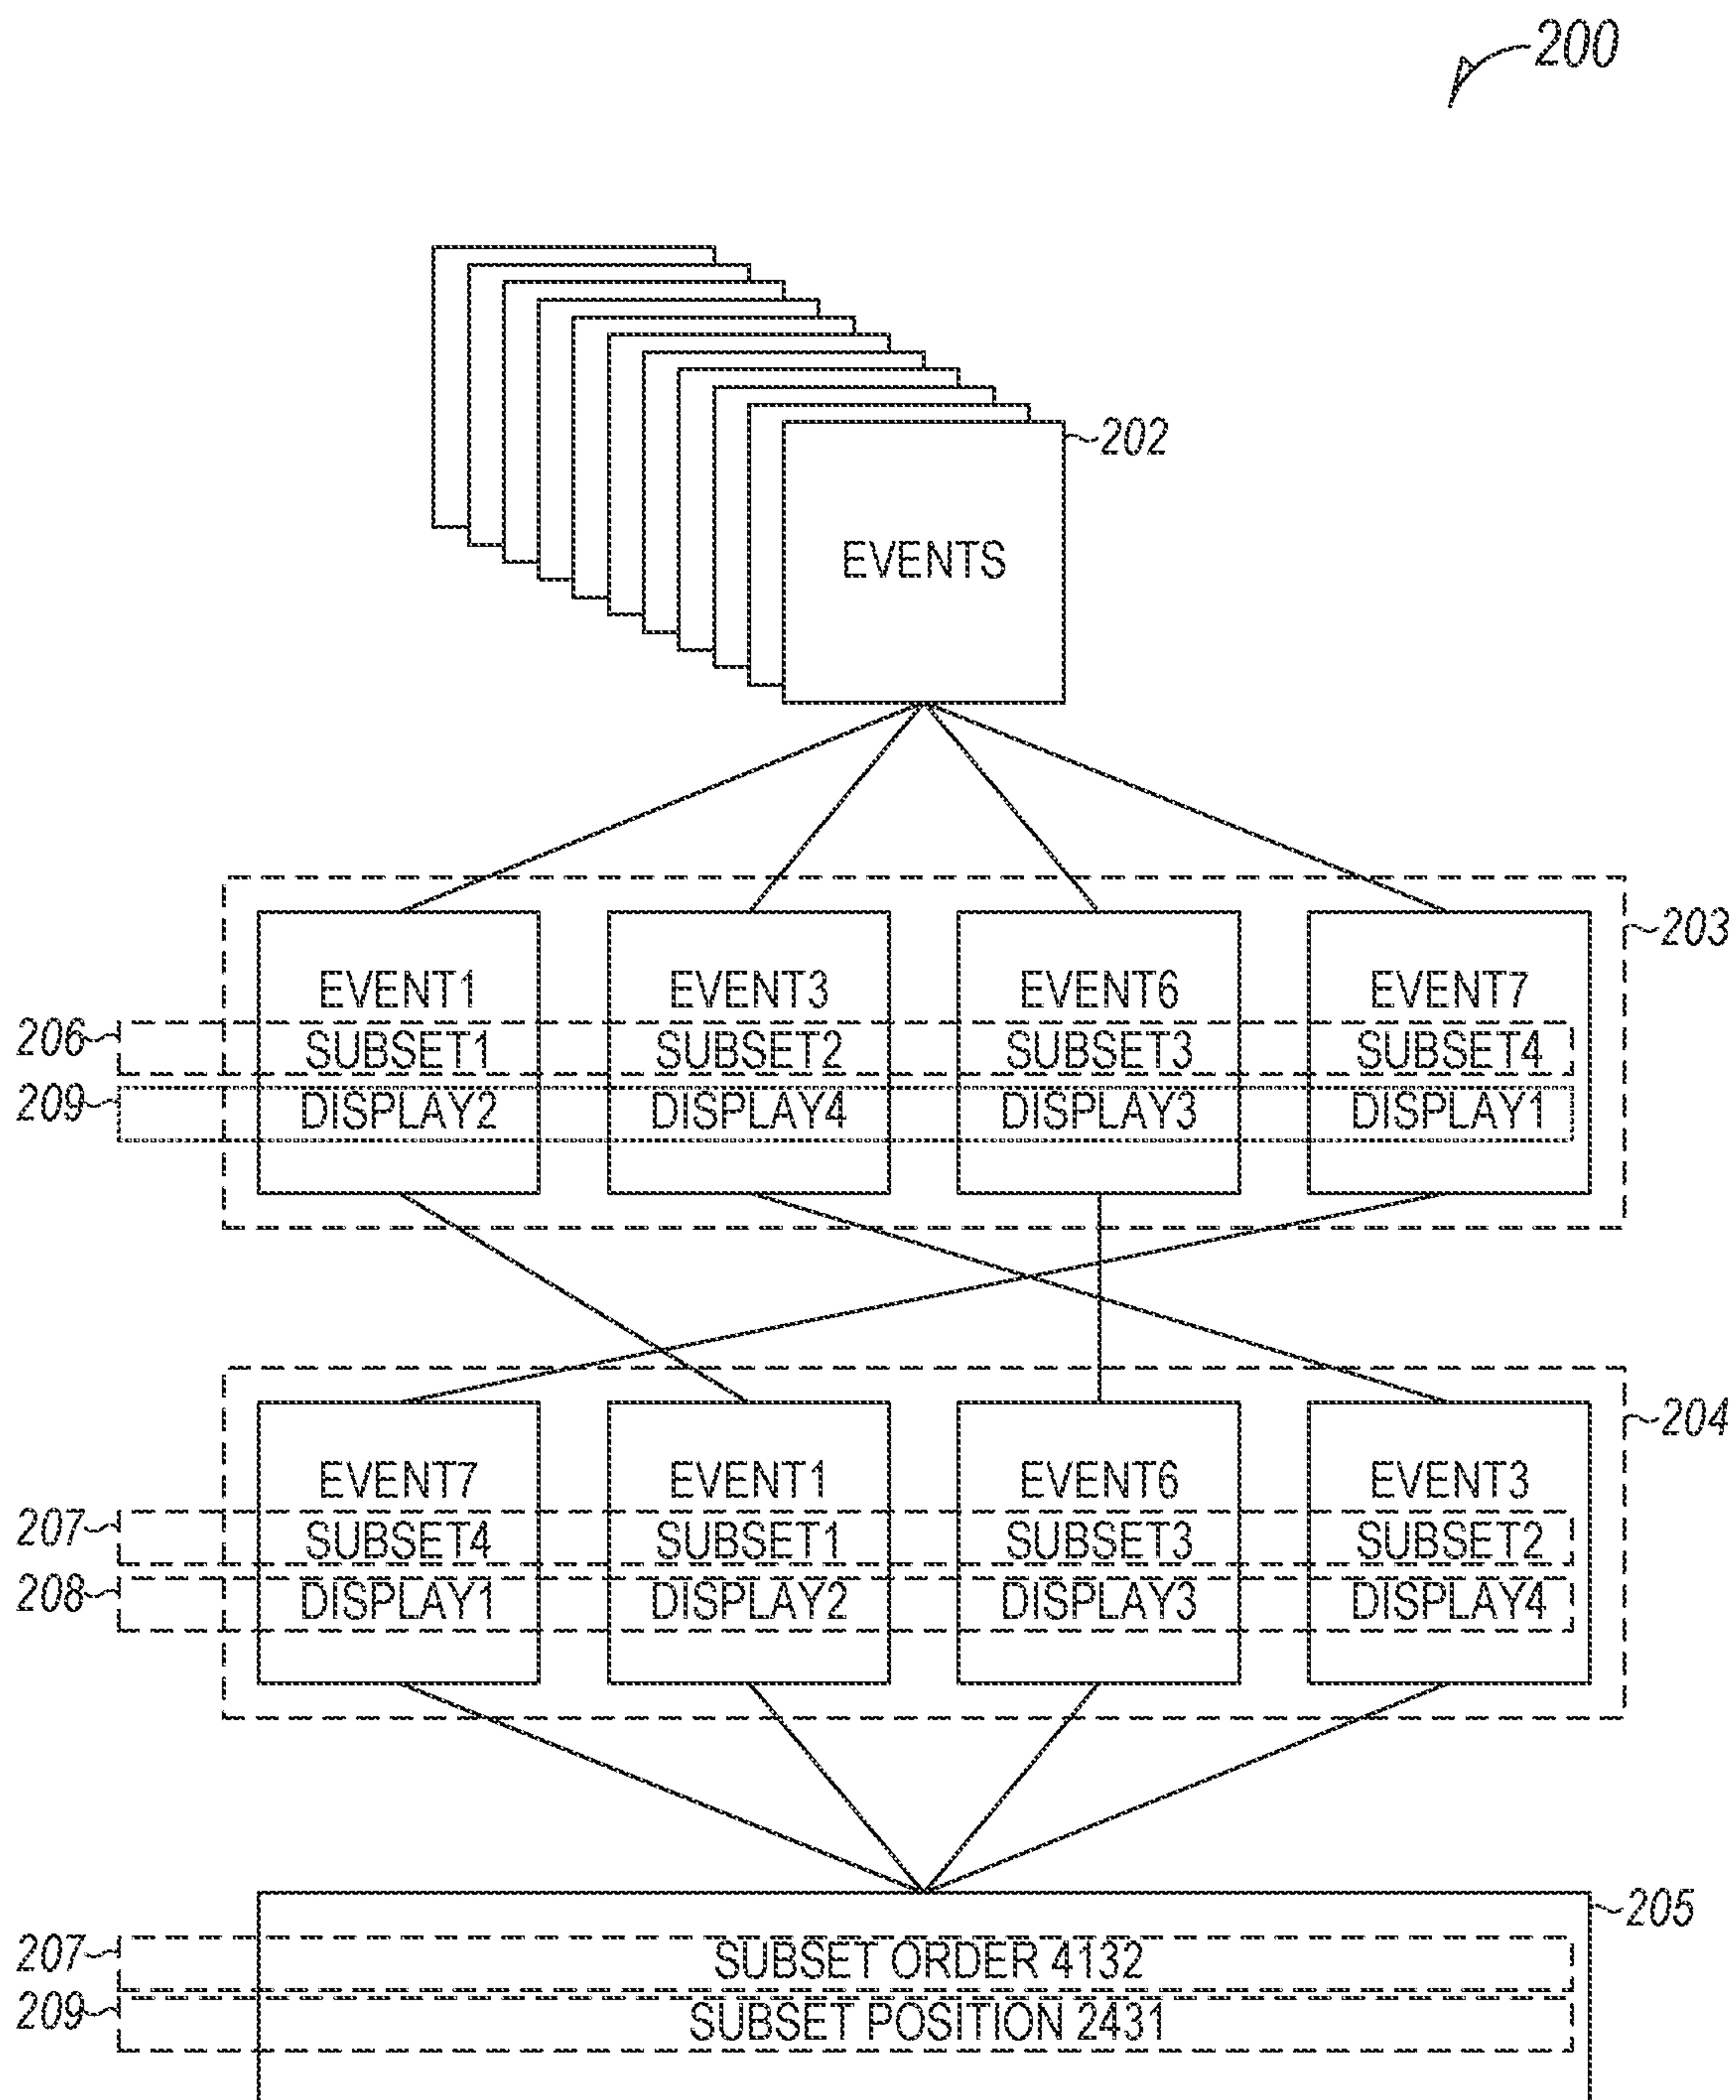 200
202
EVENTS
203
EVENT1 EVENT3 EVENT6 EVENT7
206 SUBSET1 SUBSET2 SUBSET3 SUBSET4
209 DISPLAY2 DISPLAY4 DISPLAY3 DISPLAY1
204
EVENT7 EVENT1 EVENT6 EVENT3
207 SUBSET4 SUBSET1 SUBSET3 SUBSET2
208 DISPLAY1 DISPLAY2 DISPLAY3 DISPLAY4
205
207 SUBSET ORDER 4132
209 SUBSET POSITION 2431